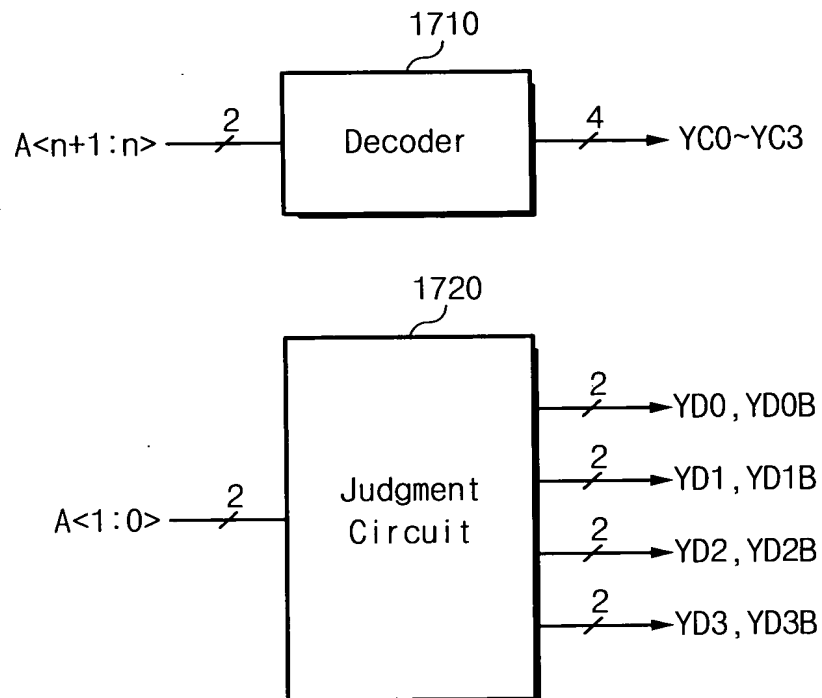 1710
A<n+1:n>
2
Decoder
4
YC0~YC3
1720
A<1:0>
2
Judgment
Circuit
2
YD0,YD0B
2
YD1,YD1B
2
YD2,YD2B
2
YD3,YD3B